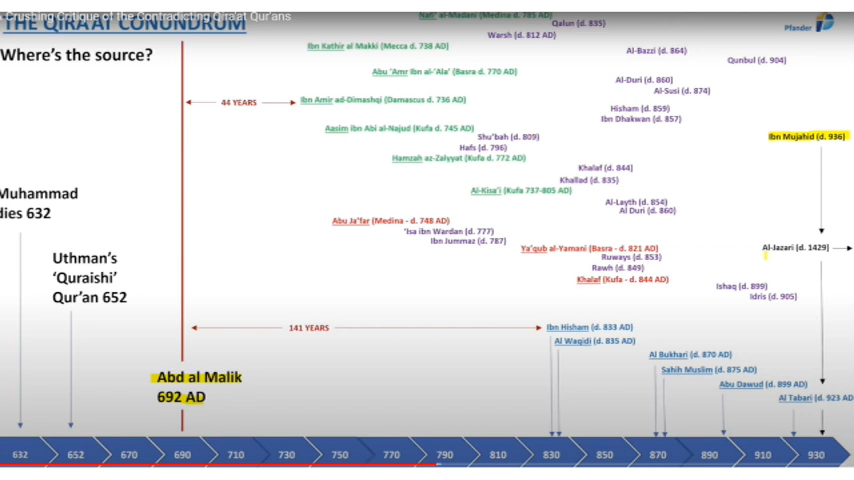 Crushing Critique of the Contradicting Qira'at Qur'ans
THE QIRA'AT CONUNDRUM
Where's the source?
Pfander
Nafi' al-Madani (Medina d. 785 AD)
Qalun (d. 835)
Warsh (d. 812 AD)
Ibn Kathir al Makki (Mecca d. 738 AD)
Al-Bazzi (d. 864)
Qunbul (d. 904)
Abu 'Amr Ibn al-'Ala' (Basra d. 770 AD)
Al-Duri (d. 860)
Al-Susi (d. 874)
44 YEARS
Ibn Amir ad-Dimashqi (Damascus d. 736 AD)
Hisham (d. 859)
Ibn Dhakwan (d. 857)
Aasim ibn Abi al-Najud (Kufa d. 745 AD)
Shu'bah (d. 809)
Ibn Mujahid (d. 936)
Hafs (d. 796)
Hamzah az-Zaiyyat (Kufa d. 772 AD)
Khalaf (d. 844)
Khallad (d. 835)
Al-Kisa'i (Kufa 737-805 AD)
Muhammad
dies 632
Al-Layth (d. 854)
Al Duri (d. 860)
Abu Ja'far (Medina - d. 748 AD)
'Isa ibn Wardan (d. 777)
Ibn Jummaz (d. 787)
Ya'qub al-Yamani (Basra - d. 821 AD)
Al-Jazari (d. 1429)
Uthman's
'Quraishi'
Qur'an 652
Ruways (d. 853)
Rawh (d. 849)
Khalaf (Kufa - d. 844 AD)
Ishaq (d. 899)
Idris (d. 905)
141 YEARS
Ibn Hisham (d. 833 AD)
Al Waqidi (d. 835 AD)
Al Bukhari (d. 870 AD)
Sahih Muslim (d. 875 AD)
Abd al Malik
692 AD
Abu Dawud (d. 899 AD)
Al Tabari (d. 923 AD
632 652 670 690 710 730 750 770 790 810 830 850 870 890 910 930